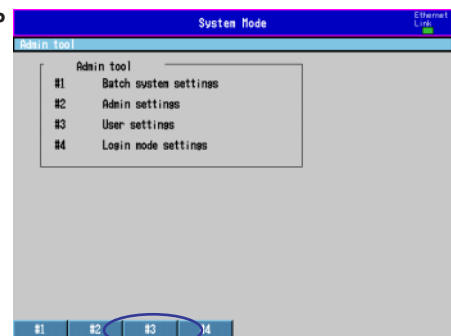 System Mode
Ethernet
Link
Admin tool
Admin tool
#1 Batch system settings
#2 Admin settings
#3 User settings
#4 Login mode settings
#1 #2 #3 #4